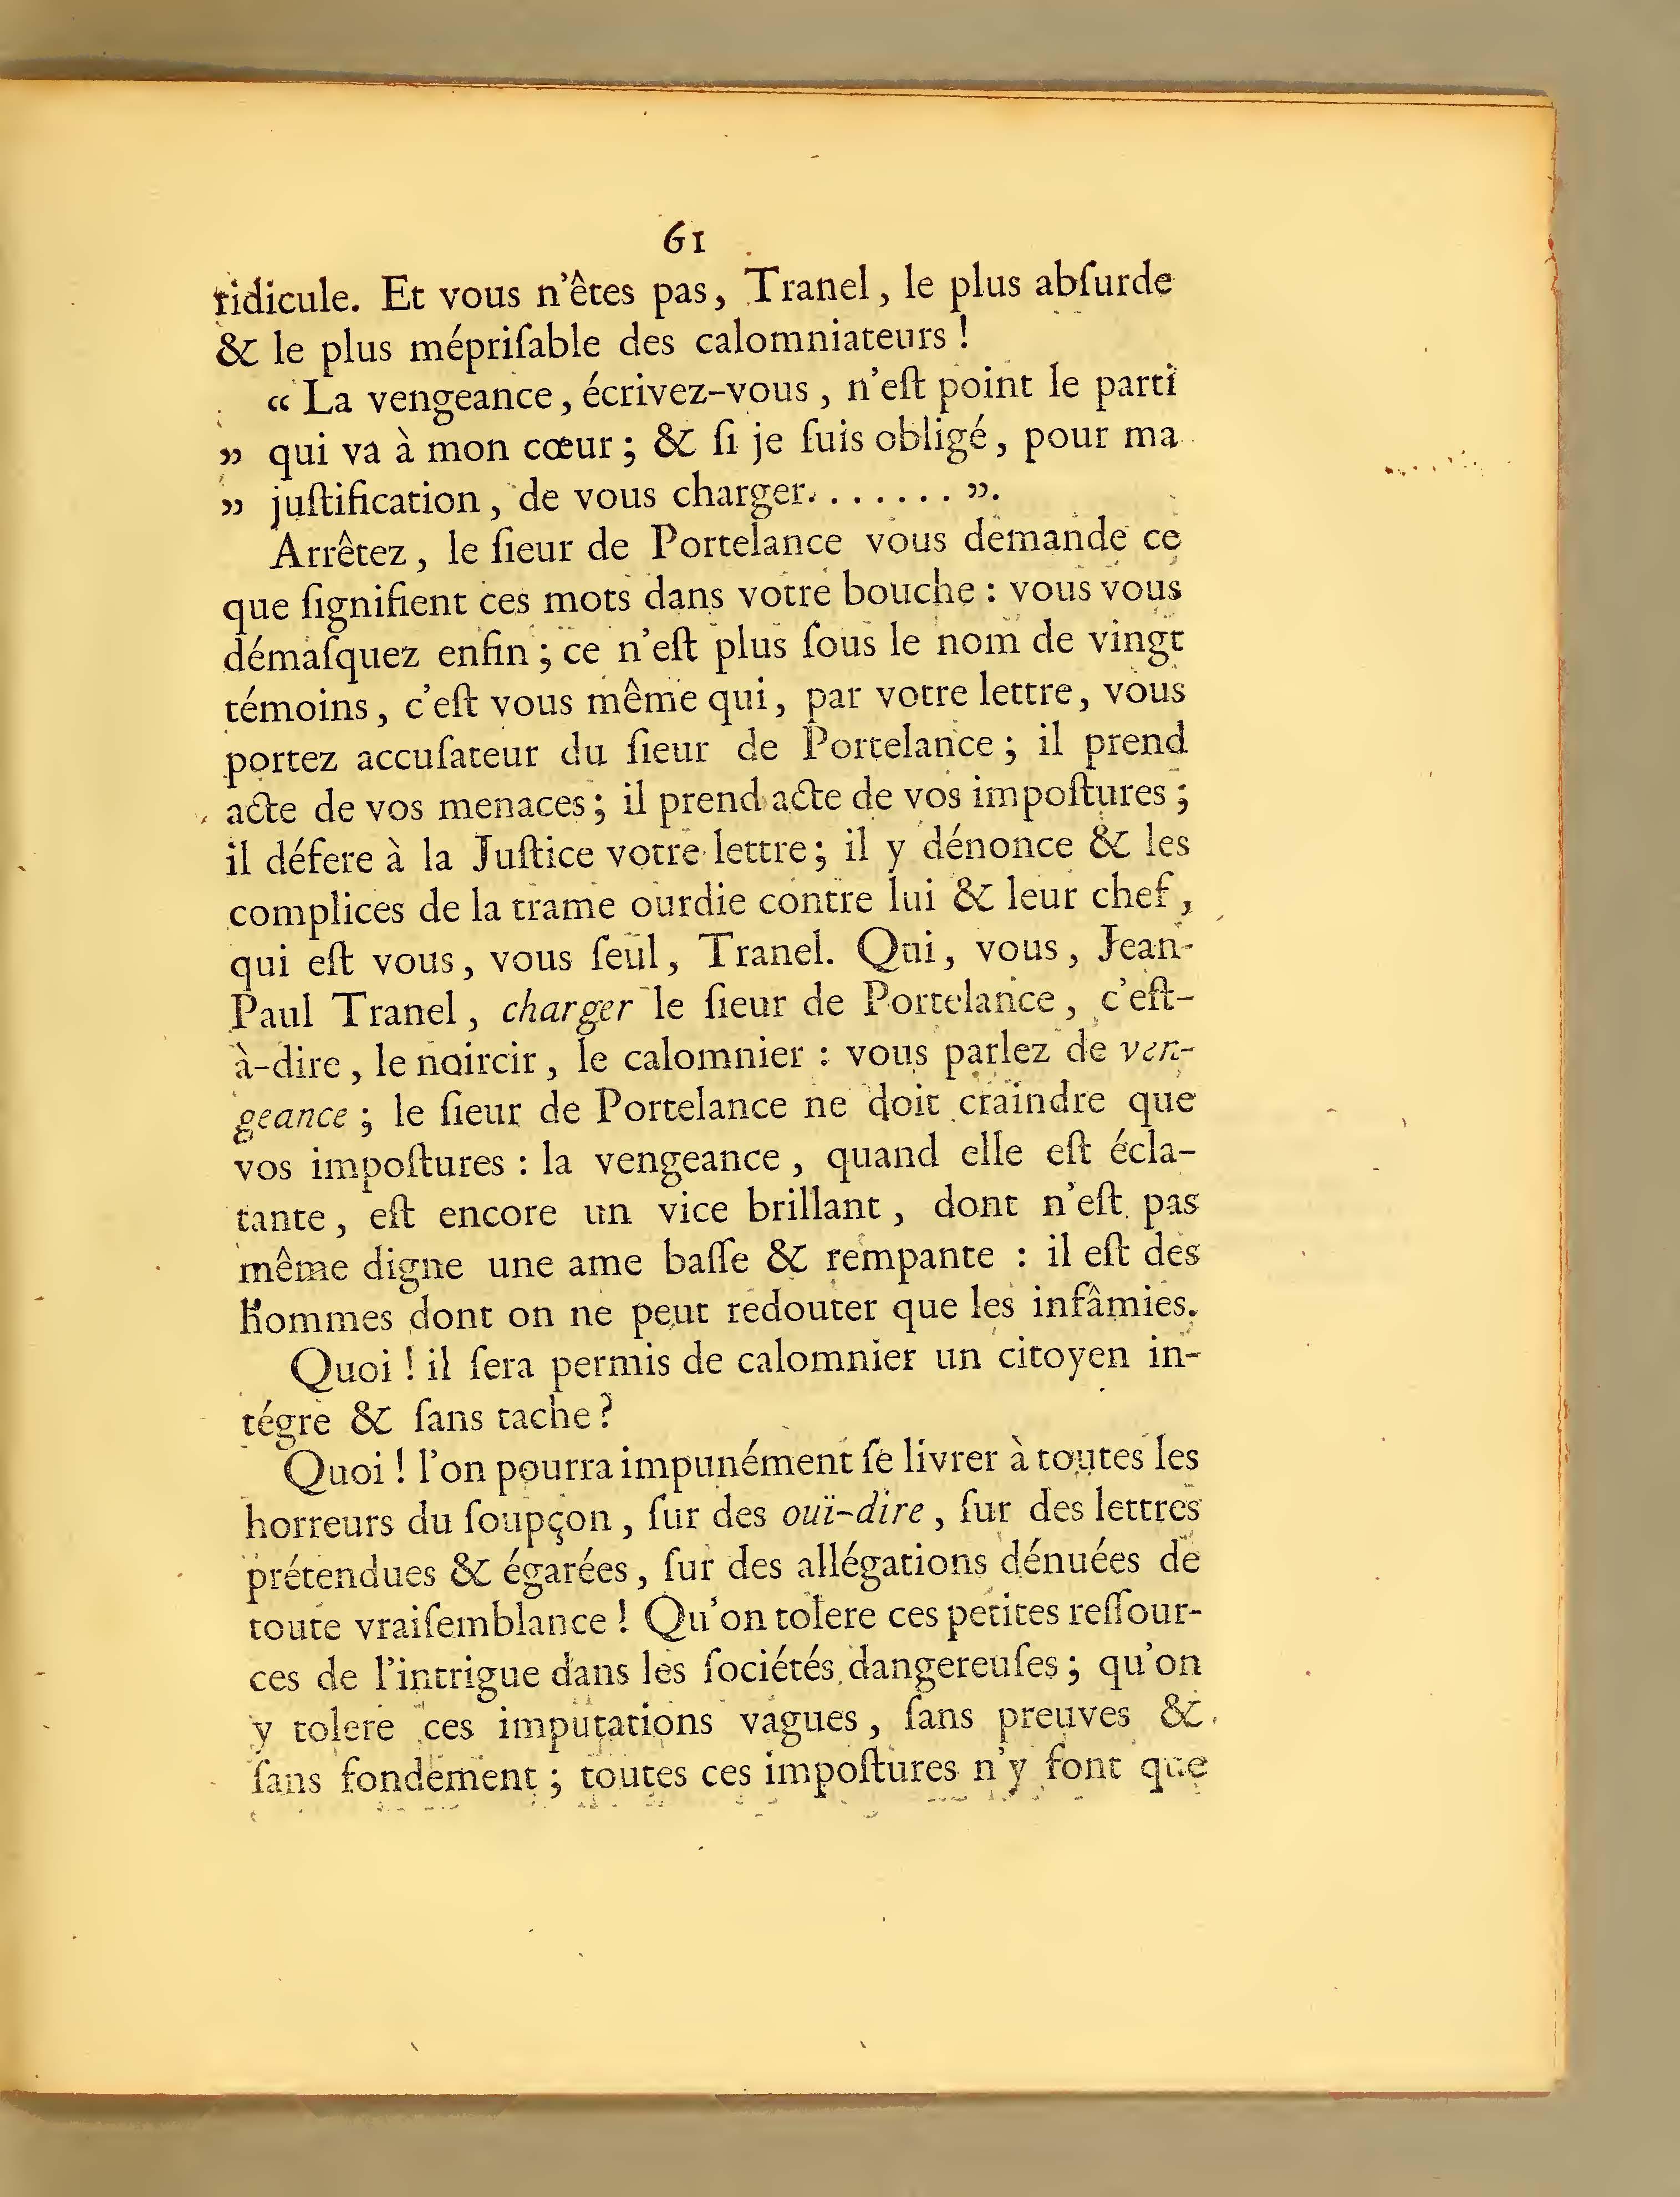 61
ridicule. Et vous n'êtes pas, Tranel, le plus abſurde
& le plus mépriſable des calomniateurs !
« La vengeance, écrivez-vous, n'eſt point le parti
» qui va à mon cœur ; & ſi je ſuis obligé, pour ma
» juſtification, de vous charger. . . . . . . ».
Arrêtez, le ſieur de Portelance vous demande ce
que ſignifient ces mots dans votre bouche : vous vous
démaſquez enfin ; ce n'eſt plus ſous le nom de vingt
témoins, c'eſt vous même qui, par votre lettre, vous
portez accuſateur du ſieur de Portelance ; il prend
acte de vos menaces ; il prend acte de vos impoſtures ;
il défere à la Juſtice votre lettre ; il y dénonce & les
complices de la trame ourdie contre lui & leur chef,
qui eſt vous, vous ſeul, Tranel. Qui, vous, Jean-
Paul Tranel, charger le ſieur de Portelance, c'eſt-
à-dire, le noircir, le calomnier : vous parlez de ven-
geance ; le ſieur de Portelance ne doit craindre que
vos impoſtures : la vengeance, quand elle eſt écla-
tante, eſt encore un vice brillant, dont n'eſt pas
même digne une ame baſſe & rempante : il eſt des
hommes dont on ne peut redouter que les infâmies.
Quoi ! il ſera permis de calomnier un citoyen in-
tégre & ſans tache ?
Quoi ! l'on pourra impunément ſe livrer à toutes les
horreurs du ſoupçon, ſur des ouï-dire, ſur des lettres
prétendues & égarées, ſur des allégations dénuées de
toute vraiſemblance ! Qu'on tolere ces petites reſſour-
ces de l'intrigue dans les ſociétés dangereuſes ; qu'on
y tolere ces imputations vagues, ſans preuves &
ſans fondement ; toutes ces impoſtures n'y font que